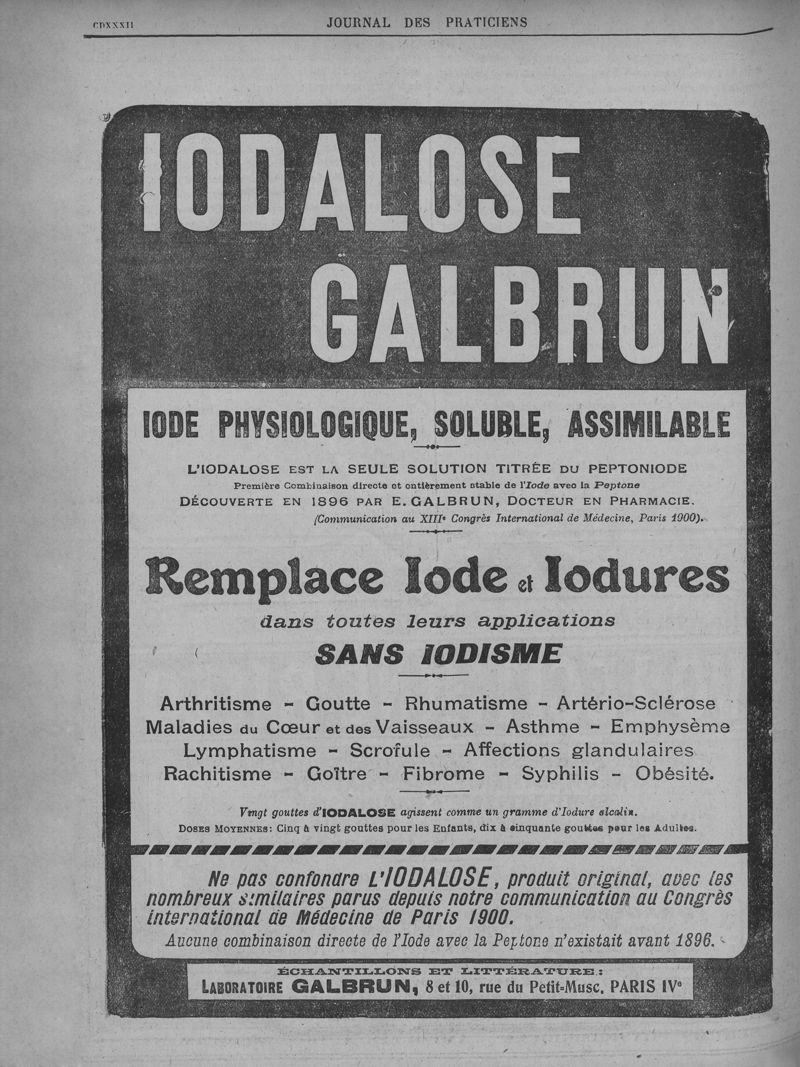 CDXXXII
JOURNAL DES PRATICIENS
IODALOSE
GALBRUN
IODE PHYSIOLOGIQUE, SOLUBLE, ASSIMILABLE
L'IODALOSE EST LA SEULE SOLUTION TITRÉE DU PEPTONIODE
Première Combinaison directe et entièrement stable de l'Iode avec la Peptone
DÉCOUVERTE EN 1896 PAR E. GALBRUN, DOCTEUR EN PHARMACIE.
(Communication au XIIIe Congrès International de Médecine, Paris 1900).
Remplace Iode et Iodures
dans toutes leurs applications
SANS IODISME
Arthritisme - Goutte - Rhumatisme - Artério-Sclérose
Maladies du Cœur et des Vaisseaux - Asthme - Emphysème
Lymphatisme - Scrofule - Affections glandulaires
Rachitisme - Goître - Fibrome - Syphilis - Obésité.
Vingt gouttes d'IODALOSE agissent comme un gramme d'Iodure alcalin.
DOSES MOYENNES: Cinq à vingt gouttes pour les Enfants, dix à cinquante gouttes pour les Adultes.
Ne pas confondre L'IODALOSE, produit original, avec les
nombreux similaires parus depuis notre communication au Congrès
international de Médecine de Paris 1900.
Aucune combinaison directe de l'Iode avec la Peptone n'existait avant 1896.
ÉCHANTILLONS ET LITTÉRATURE:
LABORATOIRE GALBRUN, 8 et 10, rue du Petit-Musc, PARIS IVe